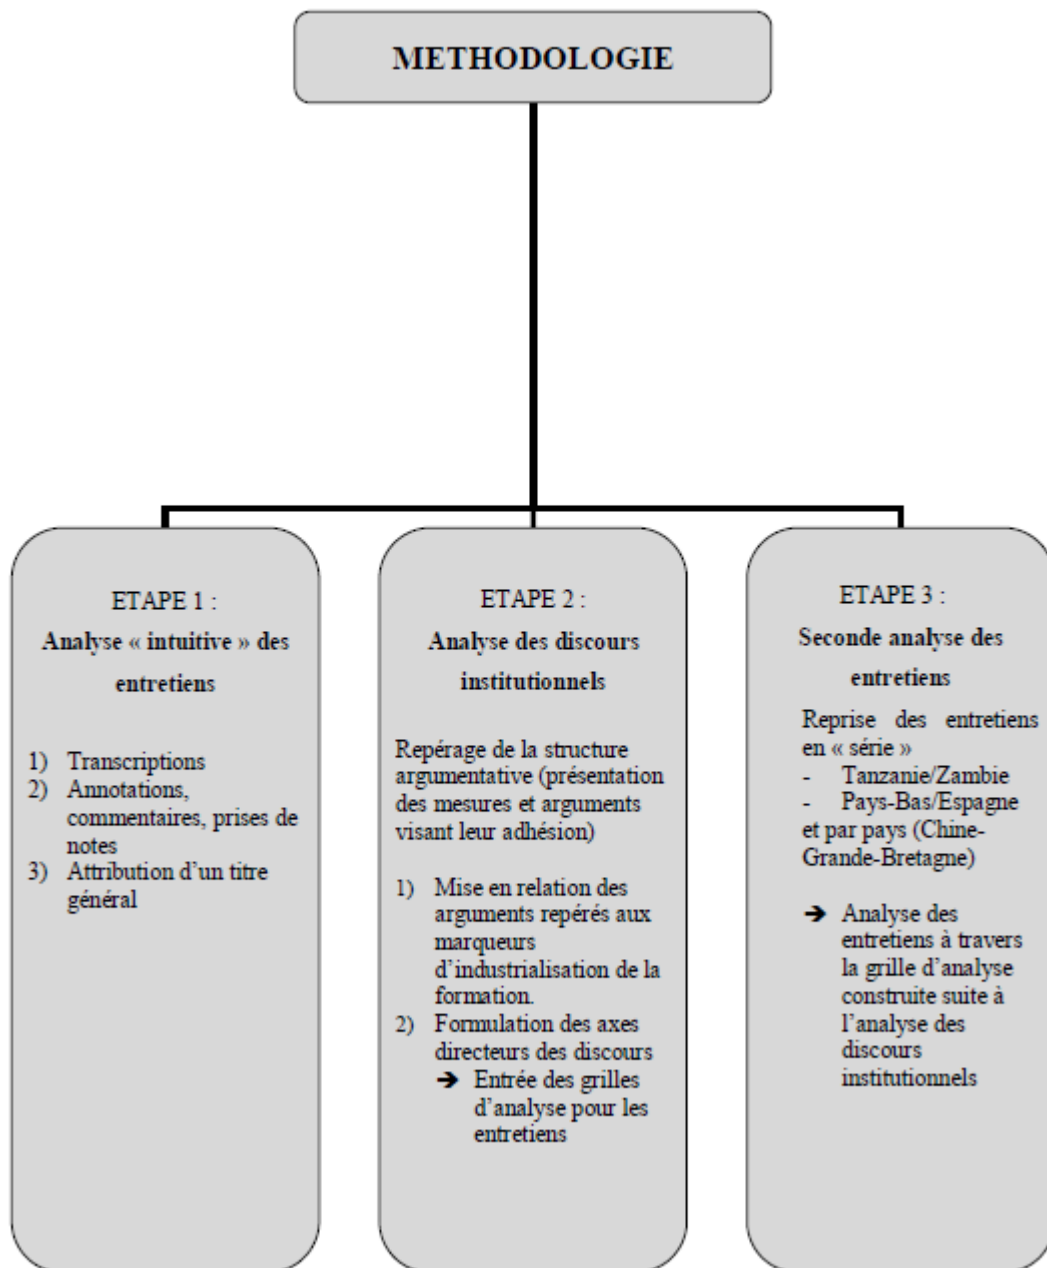 METHODOLOGIE
ETAPE 1 :
Analyse « intuitive » des
entretiens
1) Transcriptions
2) Annotations,
commentaires, prises de
notes
3) Attribution d'un titre
général
ETAPE 2 :
Analyse des discours
institutionnels
Repérage de la structure
argumentative (présentation
des mesures et arguments
visant leur adhésion)
1) Mise en relation des
arguments repérés aux
marqueurs
d'industrialisation de la
formation.
2) Formulation des axes
directeurs des discours
➔ Entrée des grilles
d'analyse pour les
entretiens
ETAPE 3 :
Seconde analyse des
entretiens
Reprise des entretiens
en « série »
- Tanzanie/Zambie
- Pays-Bas/Espagne
et par pays (Chine-
Grande-Bretagne)
➔ Analyse des
entretiens à travers
la grille d'analyse
construite suite à
l'analyse des
discours
institutionnels